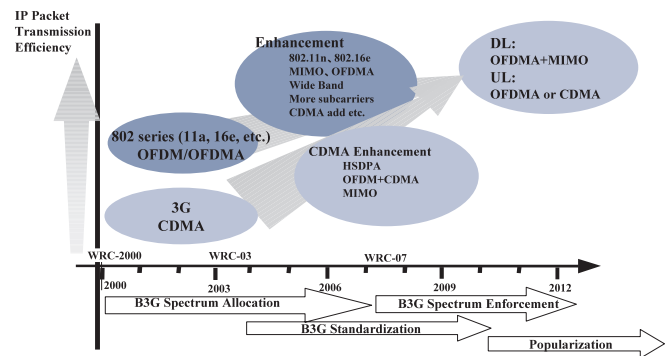 IP Packet
Transmission
Efficiency
Enhancement
802.11n、802.16e
MIMO、OFDMA
Wide Band
More subcarriers
CDMA add etc.
DL:
OFDMA+MIMO
UL:
OFDMA or CDMA
802 series (11a, 16e, etc.)
OFDM/OFDMA
CDMA Enhancement
HSDPA
OFDM+CDMA
MIMO
3G
CDMA
WRC-2000
WRC-03
WRC-07
2000
2003
2006
2009
2012
B3G Spectrum Allocation
B3G Spectrum Enforcement
B3G Standardization
Popularization